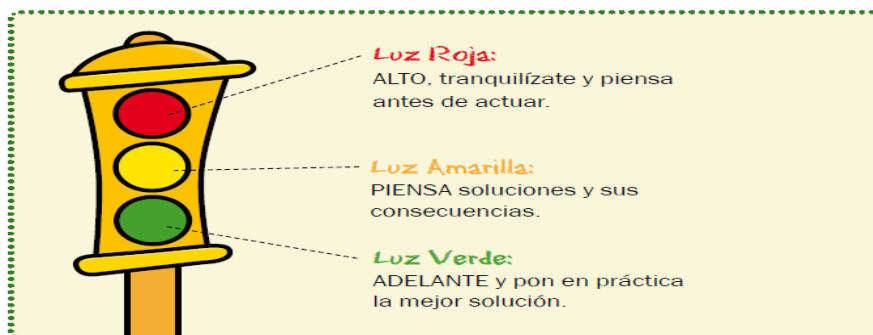 Luz Roja:
ALTO, tranquilízate y piensa
antes de actuar.
Luz Amarilla:
PIENSA soluciones y sus
consecuencias.
Luz Verde:
ADELANTE y pon en práctica
la mejor solución.